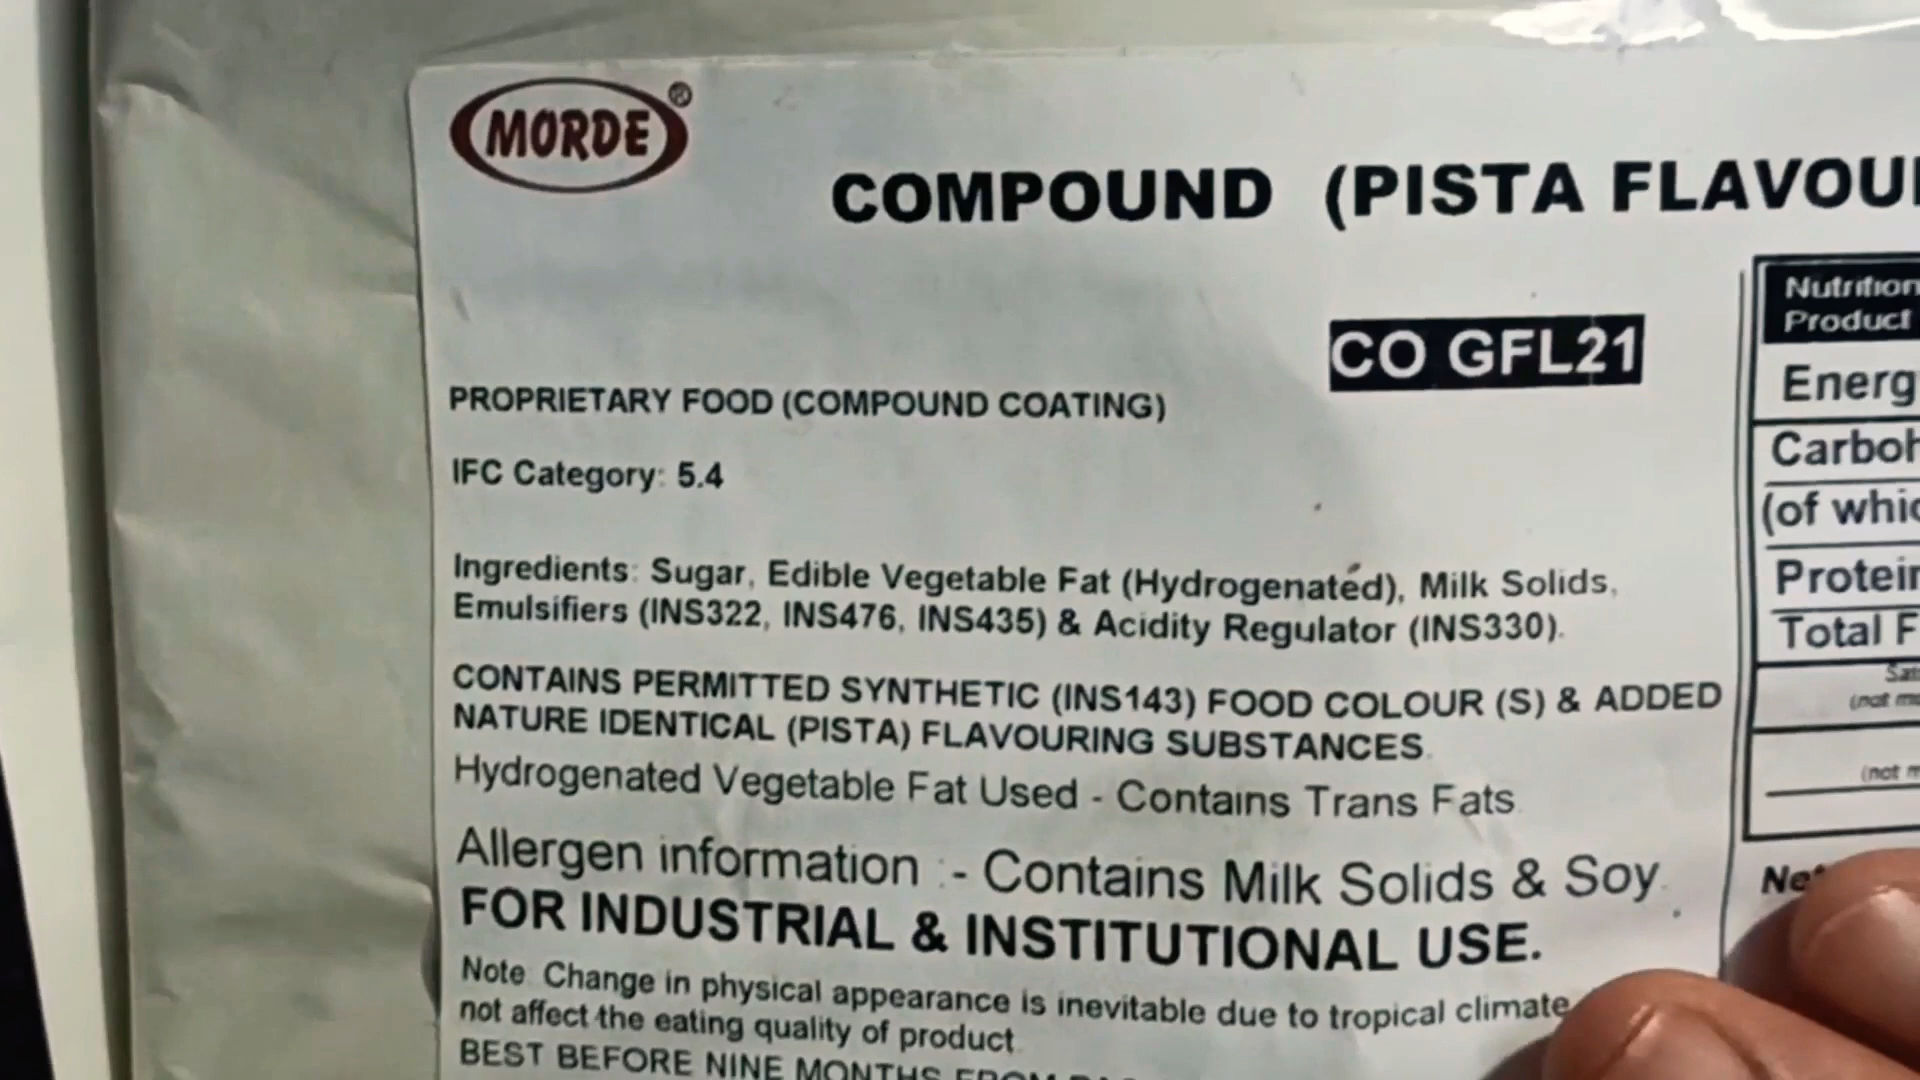 MORDE®
COMPOUND (PISTA FLAVOU
CO GFL21
PROPRIETARY FOOD (COMPOUND COATING)
IFC Category: 5.4
Ingredients: Sugar, Edible Vegetable Fat (Hydrogenated), Milk Solids,
Emulsifiers (INS322, INS476, INS435) & Acidity Regulator (INS330).
CONTAINS PERMITTED SYNTHETIC (INS143) FOOD COLOUR (S) & ADDED
NATURE IDENTICAL (PISTA) FLAVOURING SUBSTANCES.
Hydrogenated Vegetable Fat Used - Contains Trans Fats.
Allergen information :- Contains Milk Solids & Soy.
FOR INDUSTRIAL & INSTITUTIONAL USE.
Note: Change in physical appearance is inevitable due to tropical climate
not affect the eating quality of product.
BEST BEFORE NINE MONTHS FROM
Nutrition
Product
Energ
Carboh
(of whic
Protein
Total F
(not m
(not m